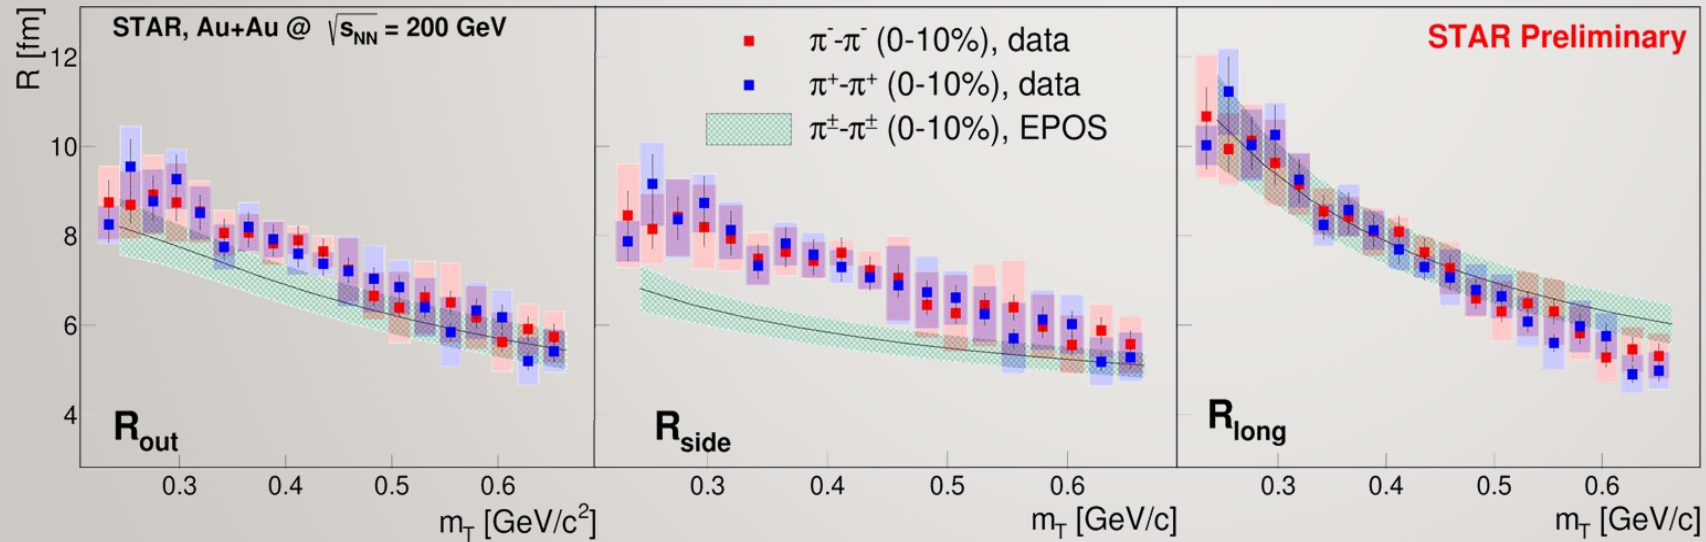 STAR, Au+Au @ √sNN = 200 GeV
R [fm]
12
10
8
6
4
Rout
0.3 0.4 0.5 0.6
mT [GeV/c²]
π⁻-π⁻ (0-10%), data
π⁺-π⁺ (0-10%), data
π±-π± (0-10%), EPOS
Rside
0.3 0.4 0.5 0.6
mT [GeV/c]
STAR Preliminary
Rlong
0.3 0.4 0.5 0.6
mT [GeV/c]